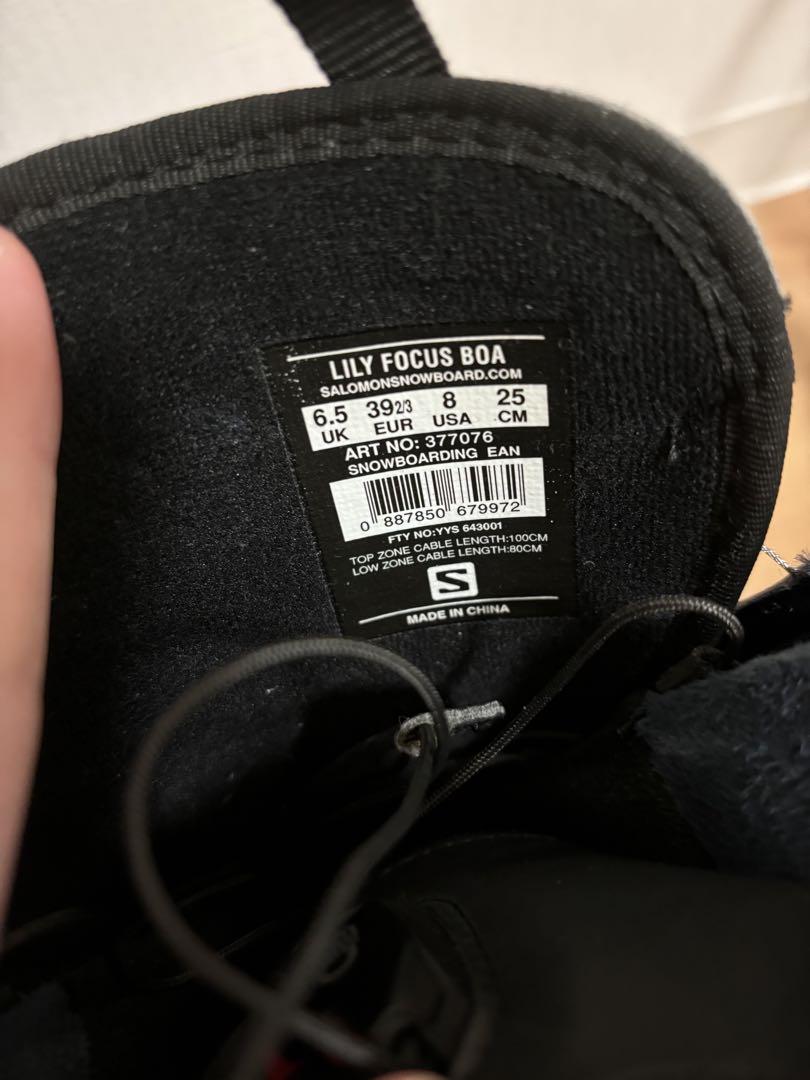 LILY FOCUS BOA
SALOMONSNOWBOARD.COM
6.5 39 2/3 8 25
UK EUR USA CM
ART NO: 377076
SNOWBOARDING EAN
0 887850 679972
FTY NO:YYS 643001
TOP ZONE CABLE LENGTH:100CM
LOW ZONE CABLE LENGTH:80CM
S
MADE IN CHINA